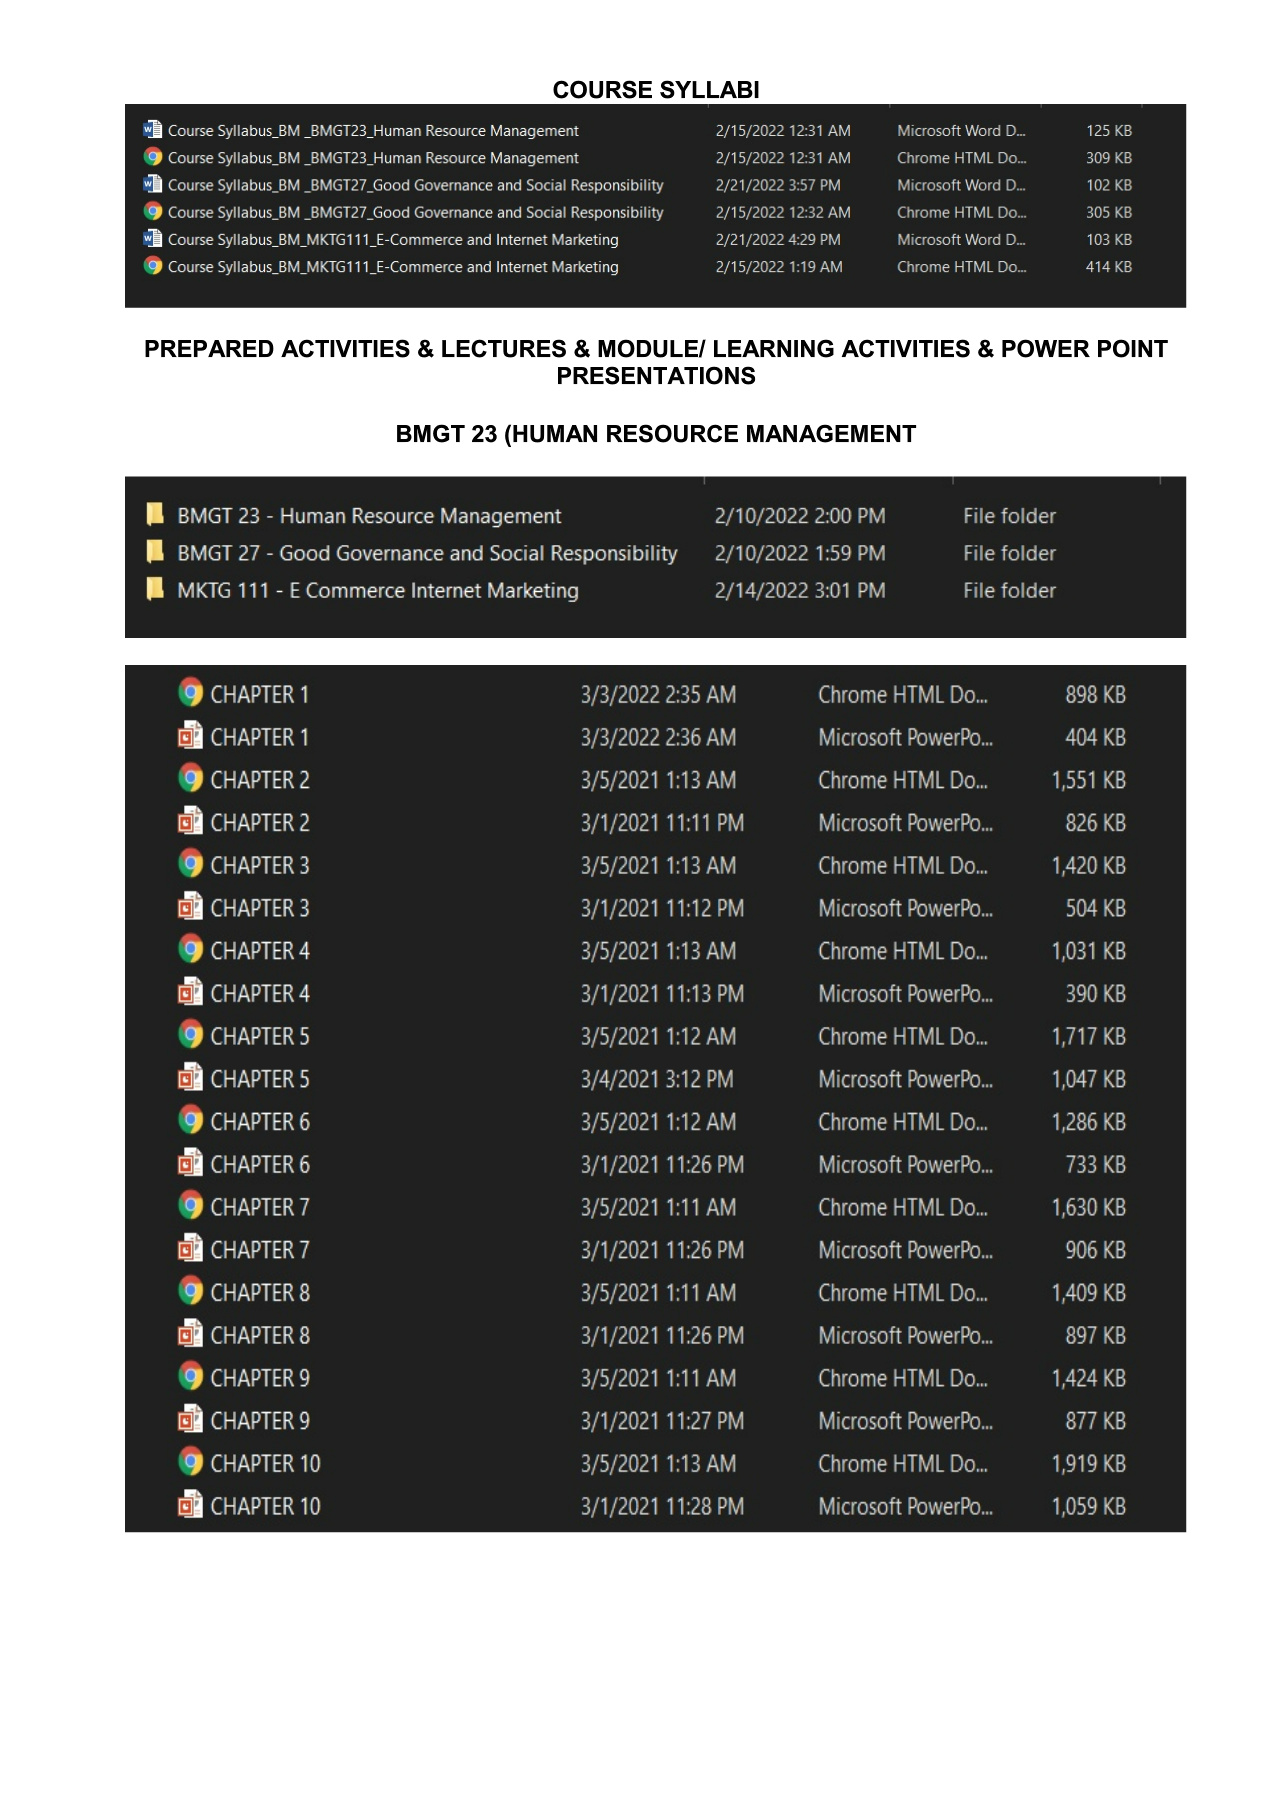 COURSE SYLLABI
Course Syllabus_BM _BMGT23_Human Resource Management 2/15/2022 12:31 AM Microsoft Word D... 125 KB
Course Syllabus_BM _BMGT23_Human Resource Management 2/15/2022 12:31 AM Chrome HTML Do... 309 KB
Course Syllabus_BM _BMGT27_Good Governance and Social Responsibility 2/21/2022 3:57 PM Microsoft Word D... 102 KB
Course Syllabus_BM _BMGT27_Good Governance and Social Responsibility 2/15/2022 12:32 AM Chrome HTML Do... 305 KB
Course Syllabus_BM_MKTG111_E-Commerce and Internet Marketing 2/21/2022 4:29 PM Microsoft Word D... 103 KB
Course Syllabus_BM_MKTG111_E-Commerce and Internet Marketing 2/15/2022 1:19 AM Chrome HTML Do... 414 KB
PREPARED ACTIVITIES & LECTURES & MODULE/ LEARNING ACTIVITIES & POWER POINT
PRESENTATIONS
BMGT 23 (HUMAN RESOURCE MANAGEMENT
BMGT 23 - Human Resource Management 2/10/2022 2:00 PM File folder
BMGT 27 - Good Governance and Social Responsibility 2/10/2022 1:59 PM File folder
MKTG 111 - E Commerce Internet Marketing 2/14/2022 3:01 PM File folder
CHAPTER 1 3/3/2022 2:35 AM Chrome HTML Do... 898 KB
CHAPTER 1 3/3/2022 2:36 AM Microsoft PowerPo... 404 KB
CHAPTER 2 3/5/2021 1:13 AM Chrome HTML Do... 1,551 KB
CHAPTER 2 3/1/2021 11:11 PM Microsoft PowerPo... 826 KB
CHAPTER 3 3/5/2021 1:13 AM Chrome HTML Do... 1,420 KB
CHAPTER 3 3/1/2021 11:12 PM Microsoft PowerPo... 504 KB
CHAPTER 4 3/5/2021 1:13 AM Chrome HTML Do... 1,031 KB
CHAPTER 4 3/1/2021 11:13 PM Microsoft PowerPo... 390 KB
CHAPTER 5 3/5/2021 1:12 AM Chrome HTML Do... 1,717 KB
CHAPTER 5 3/4/2021 3:12 PM Microsoft PowerPo... 1,047 KB
CHAPTER 6 3/5/2021 1:12 AM Chrome HTML Do... 1,286 KB
CHAPTER 6 3/1/2021 11:26 PM Microsoft PowerPo... 733 KB
CHAPTER 7 3/5/2021 1:11 AM Chrome HTML Do... 1,630 KB
CHAPTER 7 3/1/2021 11:26 PM Microsoft PowerPo... 906 KB
CHAPTER 8 3/5/2021 1:11 AM Chrome HTML Do... 1,409 KB
CHAPTER 8 3/1/2021 11:26 PM Microsoft PowerPo... 897 KB
CHAPTER 9 3/5/2021 1:11 AM Chrome HTML Do... 1,424 KB
CHAPTER 9 3/1/2021 11:27 PM Microsoft PowerPo... 877 KB
CHAPTER 10 3/5/2021 1:13 AM Chrome HTML Do... 1,919 KB
CHAPTER 10 3/1/2021 11:28 PM Microsoft PowerPo... 1,059 KB